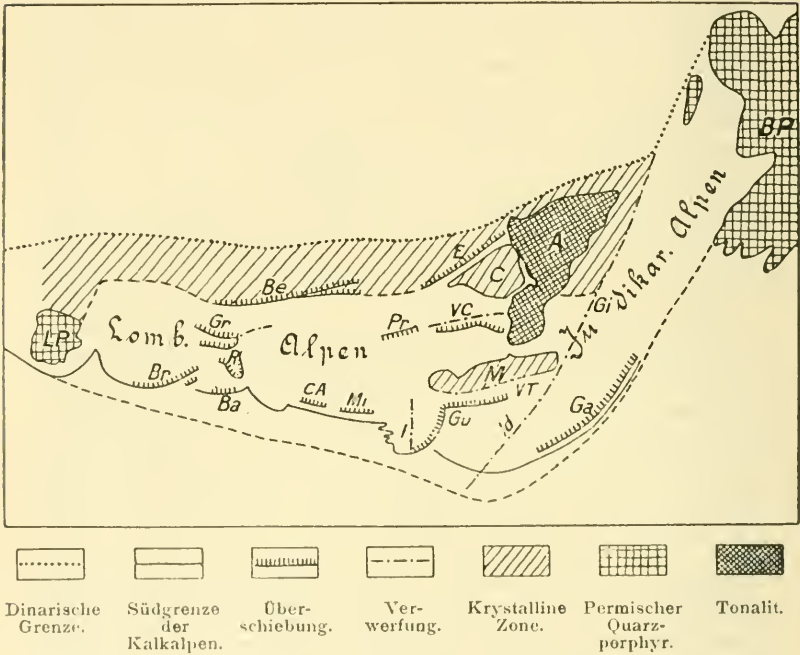 BP
E
A
C
Be
Gi
Judikar. Alpen
LP
Lomb. Alpen
Gr
R
Pr
VC
Br
Ba
CA
Mi
M
VT
I
Gu
'd
Ga
Dinarische
Grenze.
Südgrenze
der
Kalkalpen.
Über-
schiebung.
Ver-
werfung.
Krystalline
Zone.
Permischer
Quarz-
porphyr.
Tonalit.